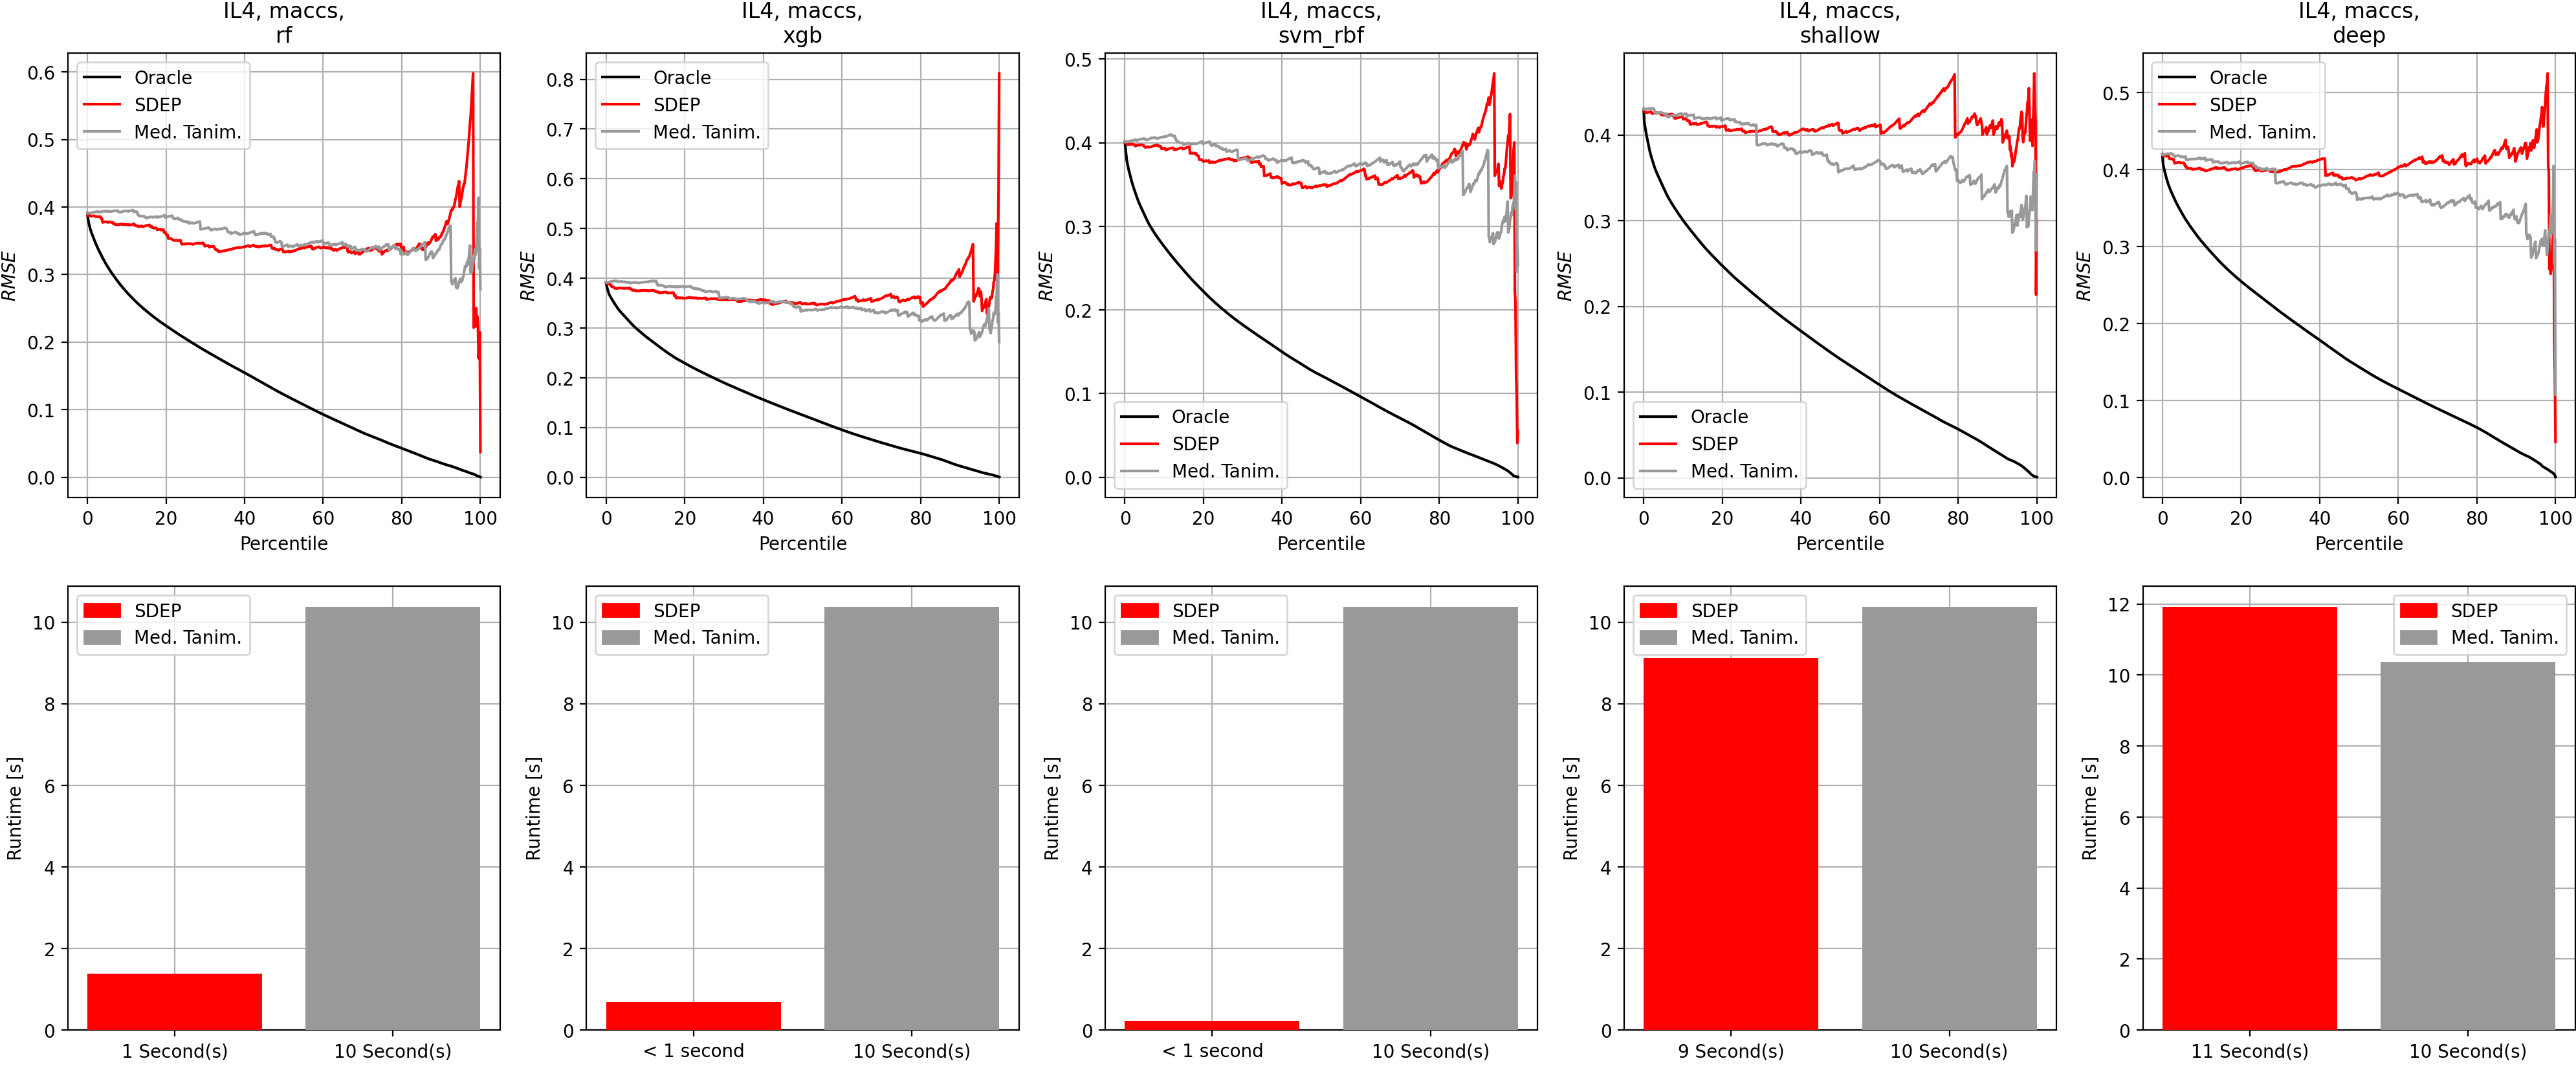 IL4, maccs,
rf
RMSE
0.6
0.5
0.4
0.3
0.2
0.1
0.0
Oracle
SDEP
Med. Tanim.
0 20 40 60 80 100
Percentile
IL4, maccs,
xgb
RMSE
0.8
0.7
0.6
0.5
0.4
0.3
0.2
0.1
0.0
Oracle
SDEP
Med. Tanim.
0 20 40 60 80 100
Percentile
IL4, maccs,
svm_rbf
RMSE
0.5
0.4
0.3
0.2
0.1
0.0
Oracle
SDEP
Med. Tanim.
0 20 40 60 80 100
Percentile
IL4, maccs,
shallow
RMSE
0.4
0.3
0.2
0.1
0.0
Oracle
SDEP
Med. Tanim.
0 20 40 60 80 100
Percentile
IL4, maccs,
deep
RMSE
0.5
0.4
0.3
0.2
0.1
0.0
Oracle
SDEP
Med. Tanim.
0 20 40 60 80 100
Percentile
Runtime [s]
10
8
6
4
2
0
SDEP
Med. Tanim.
1 Second(s) 10 Second(s)
Runtime [s]
10
8
6
4
2
0
SDEP
Med. Tanim.
< 1 second 10 Second(s)
Runtime [s]
10
8
6
4
2
0
SDEP
Med. Tanim.
< 1 second 10 Second(s)
Runtime [s]
10
8
6
4
2
0
SDEP
Med. Tanim.
9 Second(s) 10 Second(s)
Runtime [s]
12
10
8
6
4
2
0
SDEP
Med. Tanim.
11 Second(s) 10 Second(s)